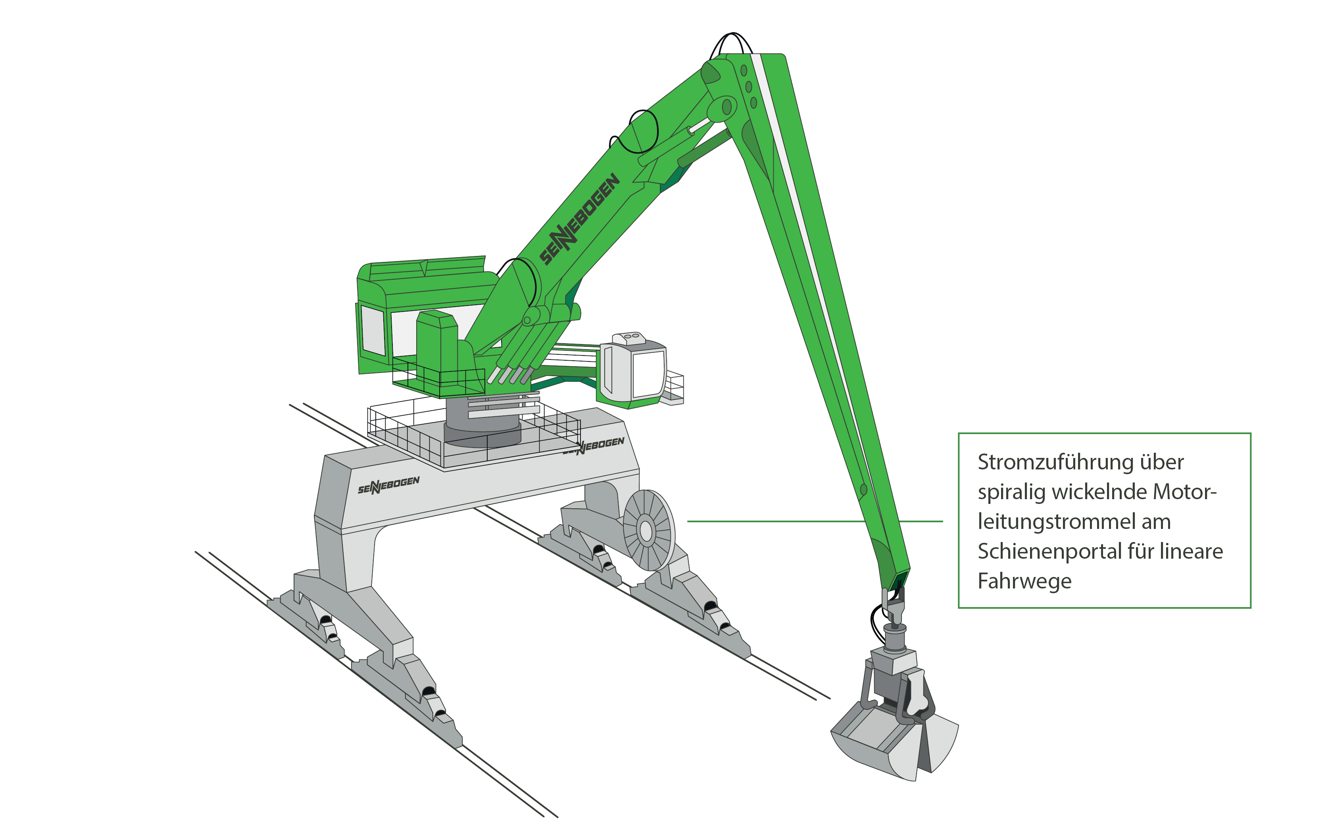 SENNEBOGEN
SENNEBOGEN
SENNEBOGEN
Stromzuführung über
spiralig wickelnde Motor-
leitungstrommel am
Schienenportal für lineare
Fahrwege